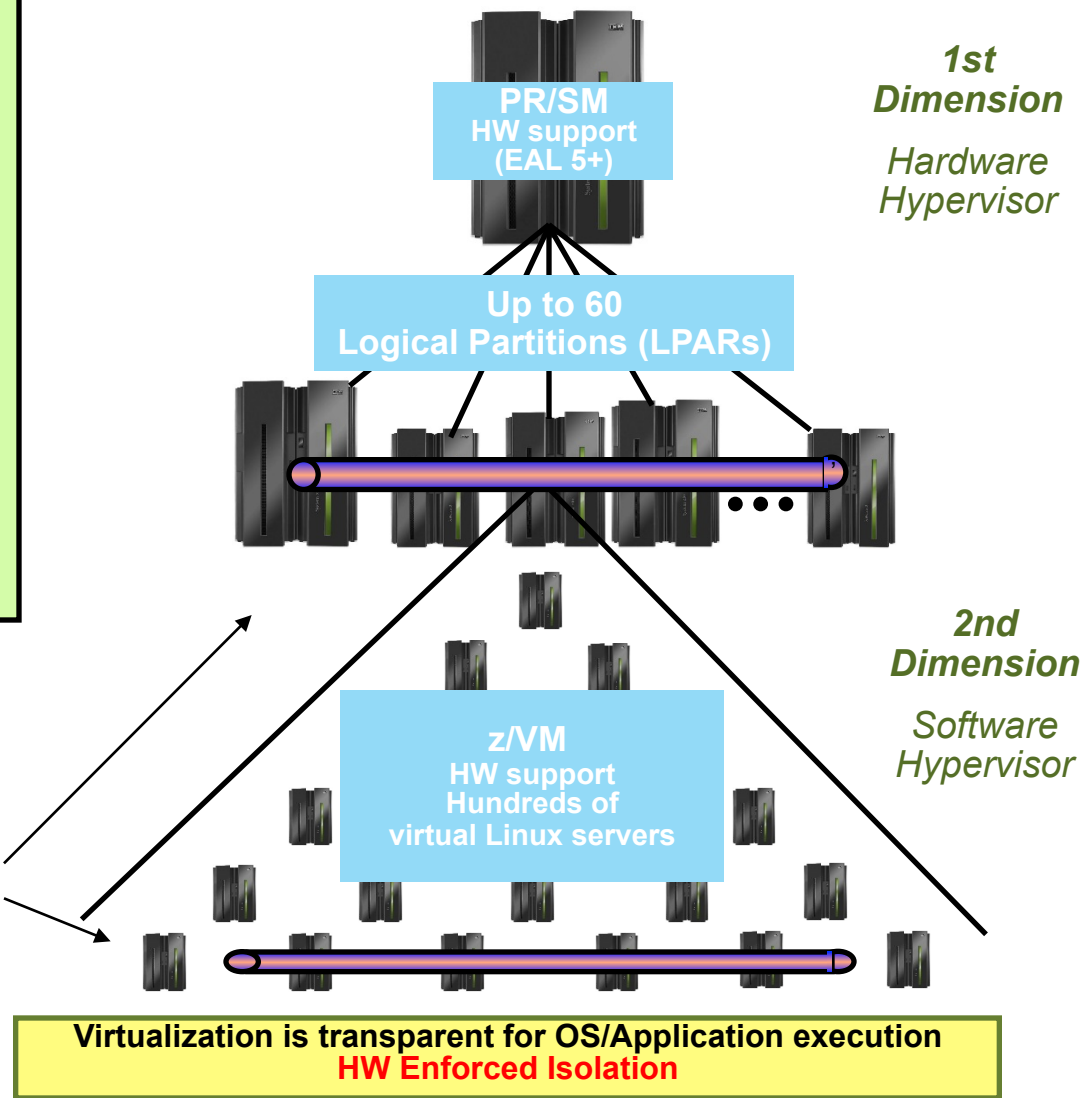 PR/SM
HW support
(EAL 5+)
1st
Dimension
Hardware
Hypervisor
Up to 60
Logical Partitions (LPARs)
2nd
Dimension
Software
Hypervisor
z/VM
HW support
Hundreds of
virtual Linux servers
Virtualization is transparent for OS/Application execution
HW Enforced Isolation